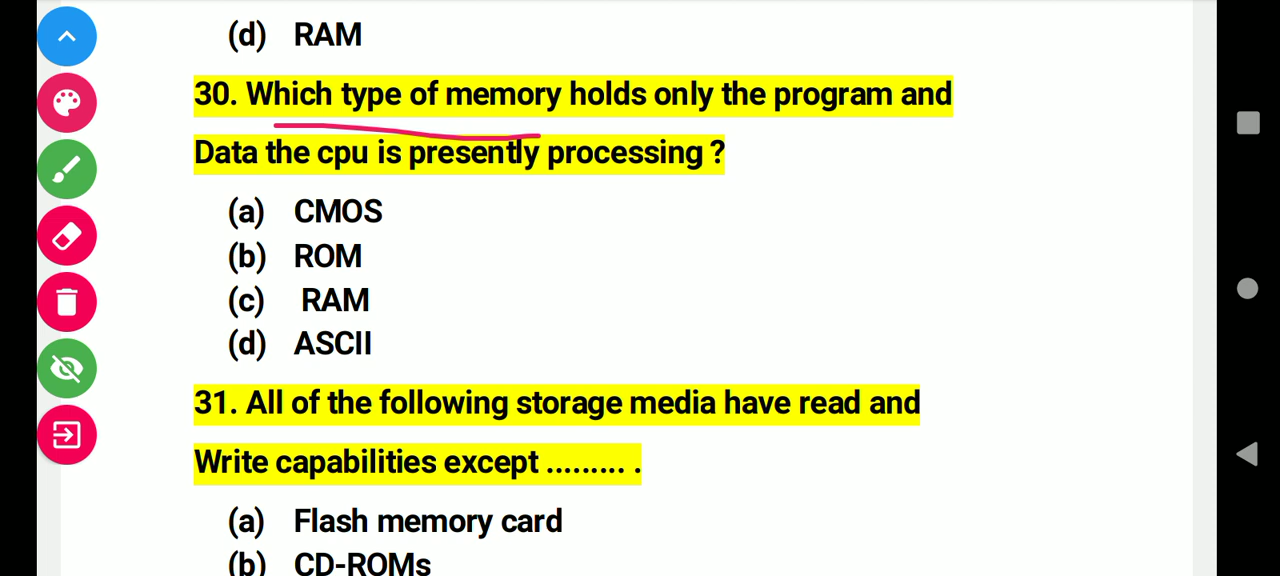 (d) RAM
30. Which type of memory holds only the program and
Data the cpu is presently processing ?
(a) CMOS
(b) ROM
(c) RAM
(d) ASCII
31. All of the following storage media have read and
Write capabilities except ......... .
(a) Flash memory card
(b) CD-ROMs